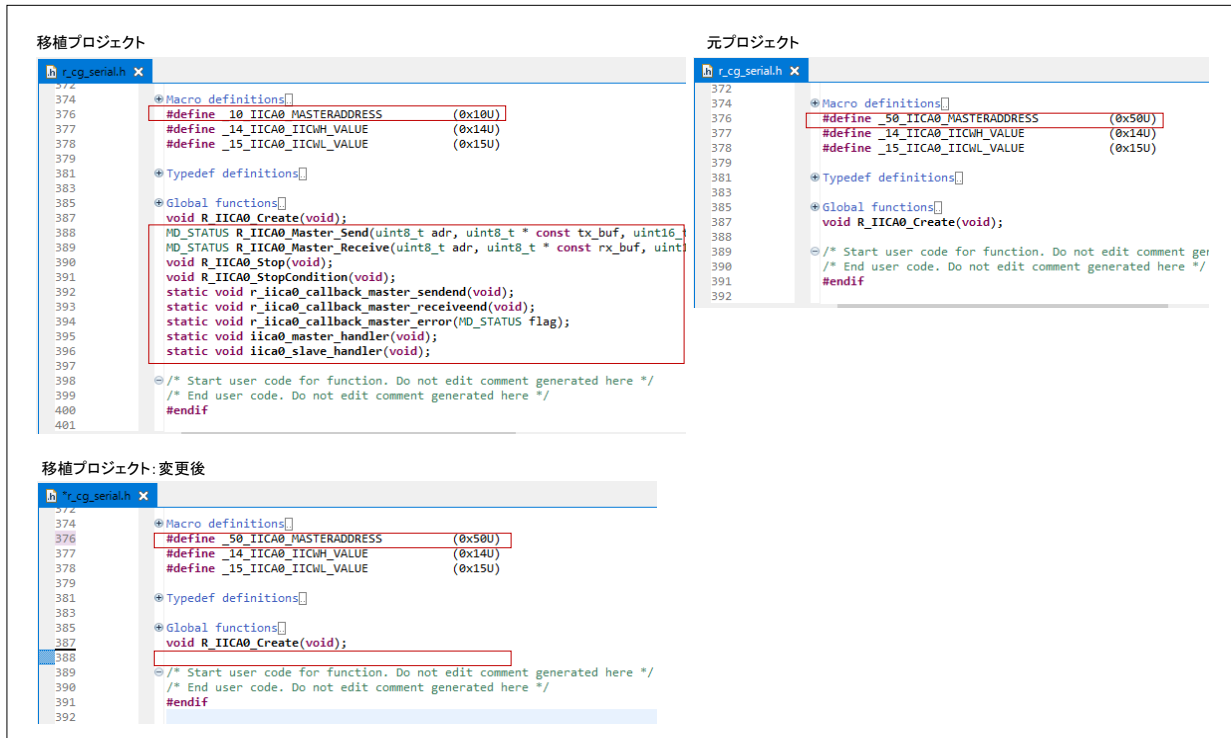 移植プロジェクト
r_cg_serial.h
372
374 Macro definitions
376 #define _10_IICA0_MASTERADDRESS (0x10U)
377 #define _14_IICA0_IICWH_VALUE (0x14U)
378 #define _15_IICA0_IICWL_VALUE (0x15U)
379
381 Typedef definitions
383
385 Global functions
387 void R_IICA0_Create(void);
388 MD_STATUS R_IICA0_Master_Send(uint8_t adr, uint8_t * const tx_buf, uint16_t
389 MD_STATUS R_IICA0_Master_Receive(uint8_t adr, uint8_t * const rx_buf, uint1
390 void R_IICA0_Stop(void);
391 void R_IICA0_StopCondition(void);
392 static void r_iica0_callback_master_sendend(void);
393 static void r_iica0_callback_master_receiveend(void);
394 static void r_iica0_callback_master_error(MD_STATUS flag);
395 static void iica0_master_handler(void);
396 static void iica0_slave_handler(void);
397
398 /* Start user code for function. Do not edit comment generated here */
399 /* End user code. Do not edit comment generated here */
400 #endif
401
元プロジェクト
r_cg_serial.h
372
374 Macro definitions
376 #define _50_IICA0_MASTERADDRESS (0x50U)
377 #define _14_IICA0_IICWH_VALUE (0x14U)
378 #define _15_IICA0_IICWL_VALUE (0x15U)
379
381 Typedef definitions
383
385 Global functions
387 void R_IICA0_Create(void);
388
389 /* Start user code for function. Do not edit comment ger
390 /* End user code. Do not edit comment generated here */
391 #endif
392
移植プロジェクト：変更後
*r_cg_serial.h
372
374 Macro definitions
376 #define _50_IICA0_MASTERADDRESS (0x50U)
377 #define _14_IICA0_IICWH_VALUE (0x14U)
378 #define _15_IICA0_IICWL_VALUE (0x15U)
379
381 Typedef definitions
383
385 Global functions
387 void R_IICA0_Create(void);
388
389 /* Start user code for function. Do not edit comment generated here */
390 /* End user code. Do not edit comment generated here */
391 #endif
392